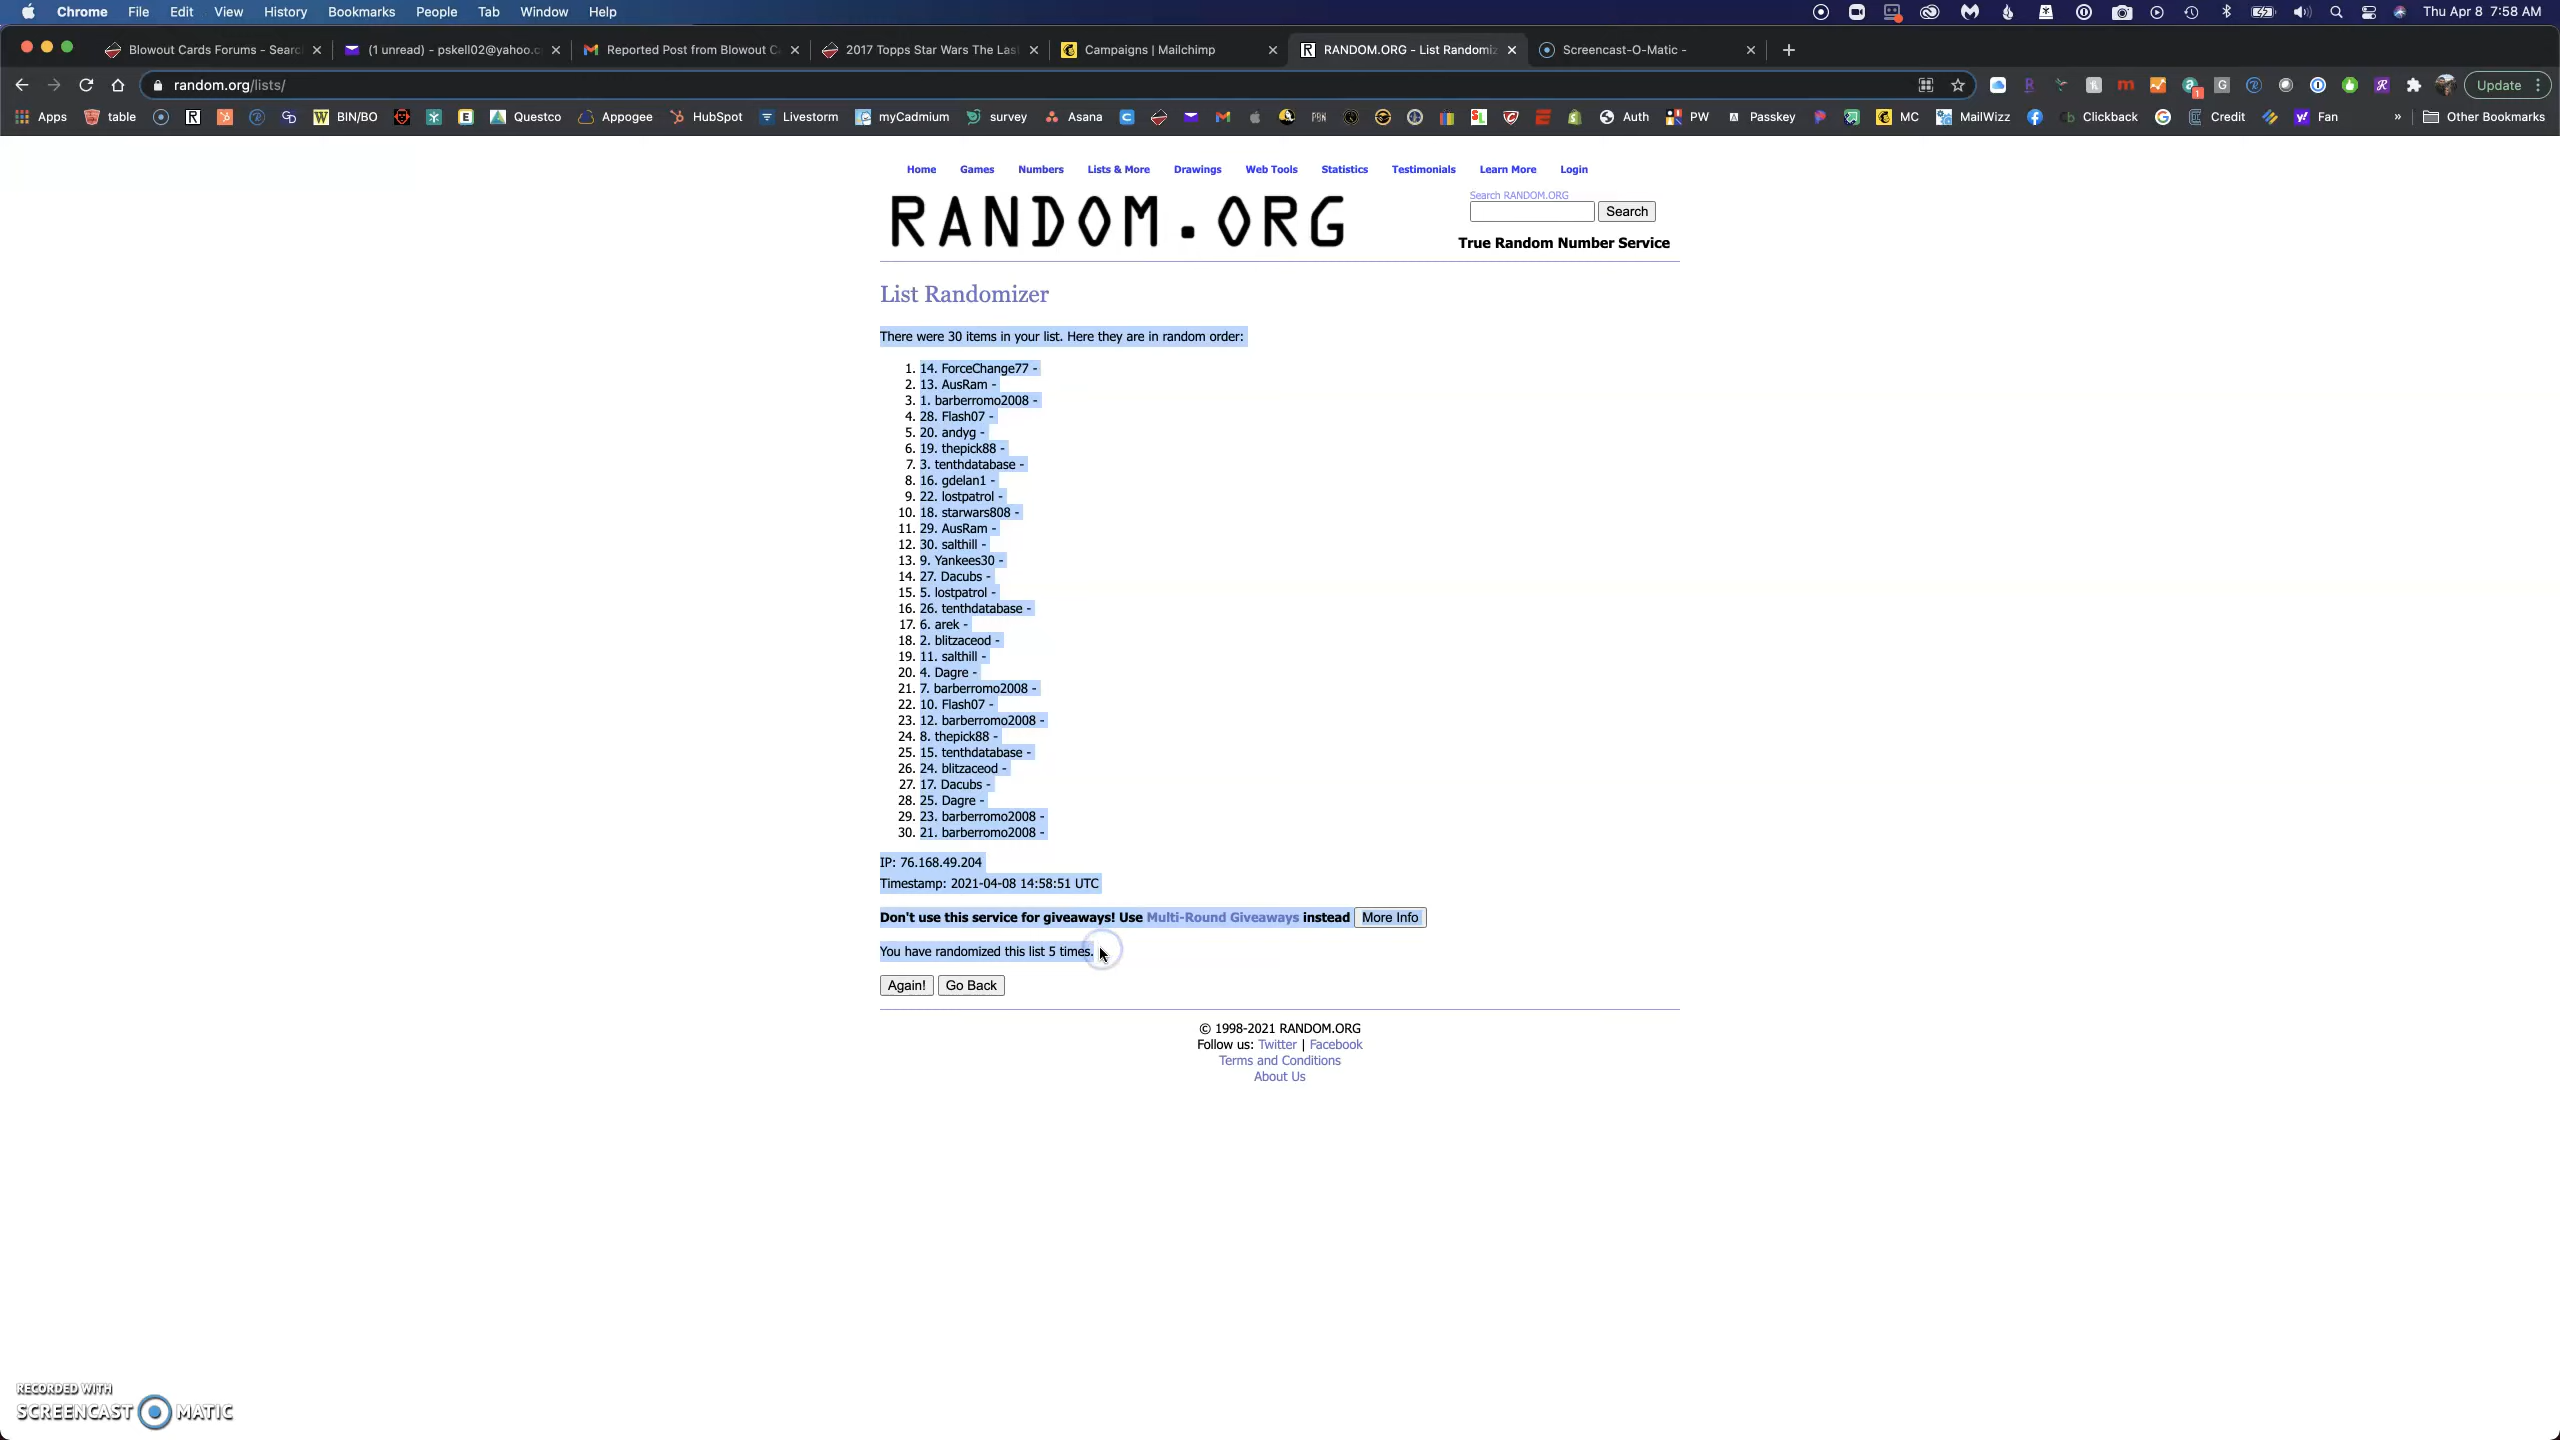 Chrome File Edit View History Bookmarks People Tab Window Help Thu Apr 8 7:58 AM
Blowout Cards Forums - Searc (1 unread) - pskell02@yahoo.c Reported Post from Blowout C 2017 Topps Star Wars The Las Campaigns | Mailchimp RANDOM.ORG - List Randomiz Screencast-O-Matic -
random.org/lists/ Update
Apps table BIN/BO Questco Appogee HubSpot Livestorm myCadmium survey Asana Auth PW Passkey MC MailWizz Clickback Credit Fan » Other Bookmarks
Home Games Numbers Lists & More Drawings Web Tools Statistics Testimonials Learn More Login
Search RANDOM.ORG
RANDOM.ORG
Search
True Random Number Service
List Randomizer
There were 30 items in your list. Here they are in random order:
1. 14. ForceChange77 -
2. 13. AusRam -
3. 1. barberromo2008 -
4. 28. Flash07 -
5. 20. andyg -
6. 19. thepick88 -
7. 3. tenthdatabase -
8. 16. gdelan1 -
9. 22. lostpatrol -
10. 18. starwars808 -
11. 29. AusRam -
12. 30. salthill -
13. 9. Yankees30 -
14. 27. Dacubs -
15. 5. lostpatrol -
16. 26. tenthdatabase -
17. 6. arek -
18. 2. blitzaceod -
19. 11. salthill -
20. 4. Dagre -
21. 7. barberromo2008 -
22. 10. Flash07 -
23. 12. barberromo2008 -
24. 8. thepick88 -
25. 15. tenthdatabase -
26. 24. blitzaceod -
27. 17. Dacubs -
28. 25. Dagre -
29. 23. barberromo2008 -
30. 21. barberromo2008 -
IP: 76.168.49.204
Timestamp: 2021-04-08 14:58:51 UTC
Don't use this service for giveaways! Use Multi-Round Giveaways instead More Info
You have randomized this list 5 times.
Again! Go Back
© 1998-2021 RANDOM.ORG
Follow us: Twitter | Facebook
Terms and Conditions
About Us
RECORDED WITH
SCREENCAST MATIC